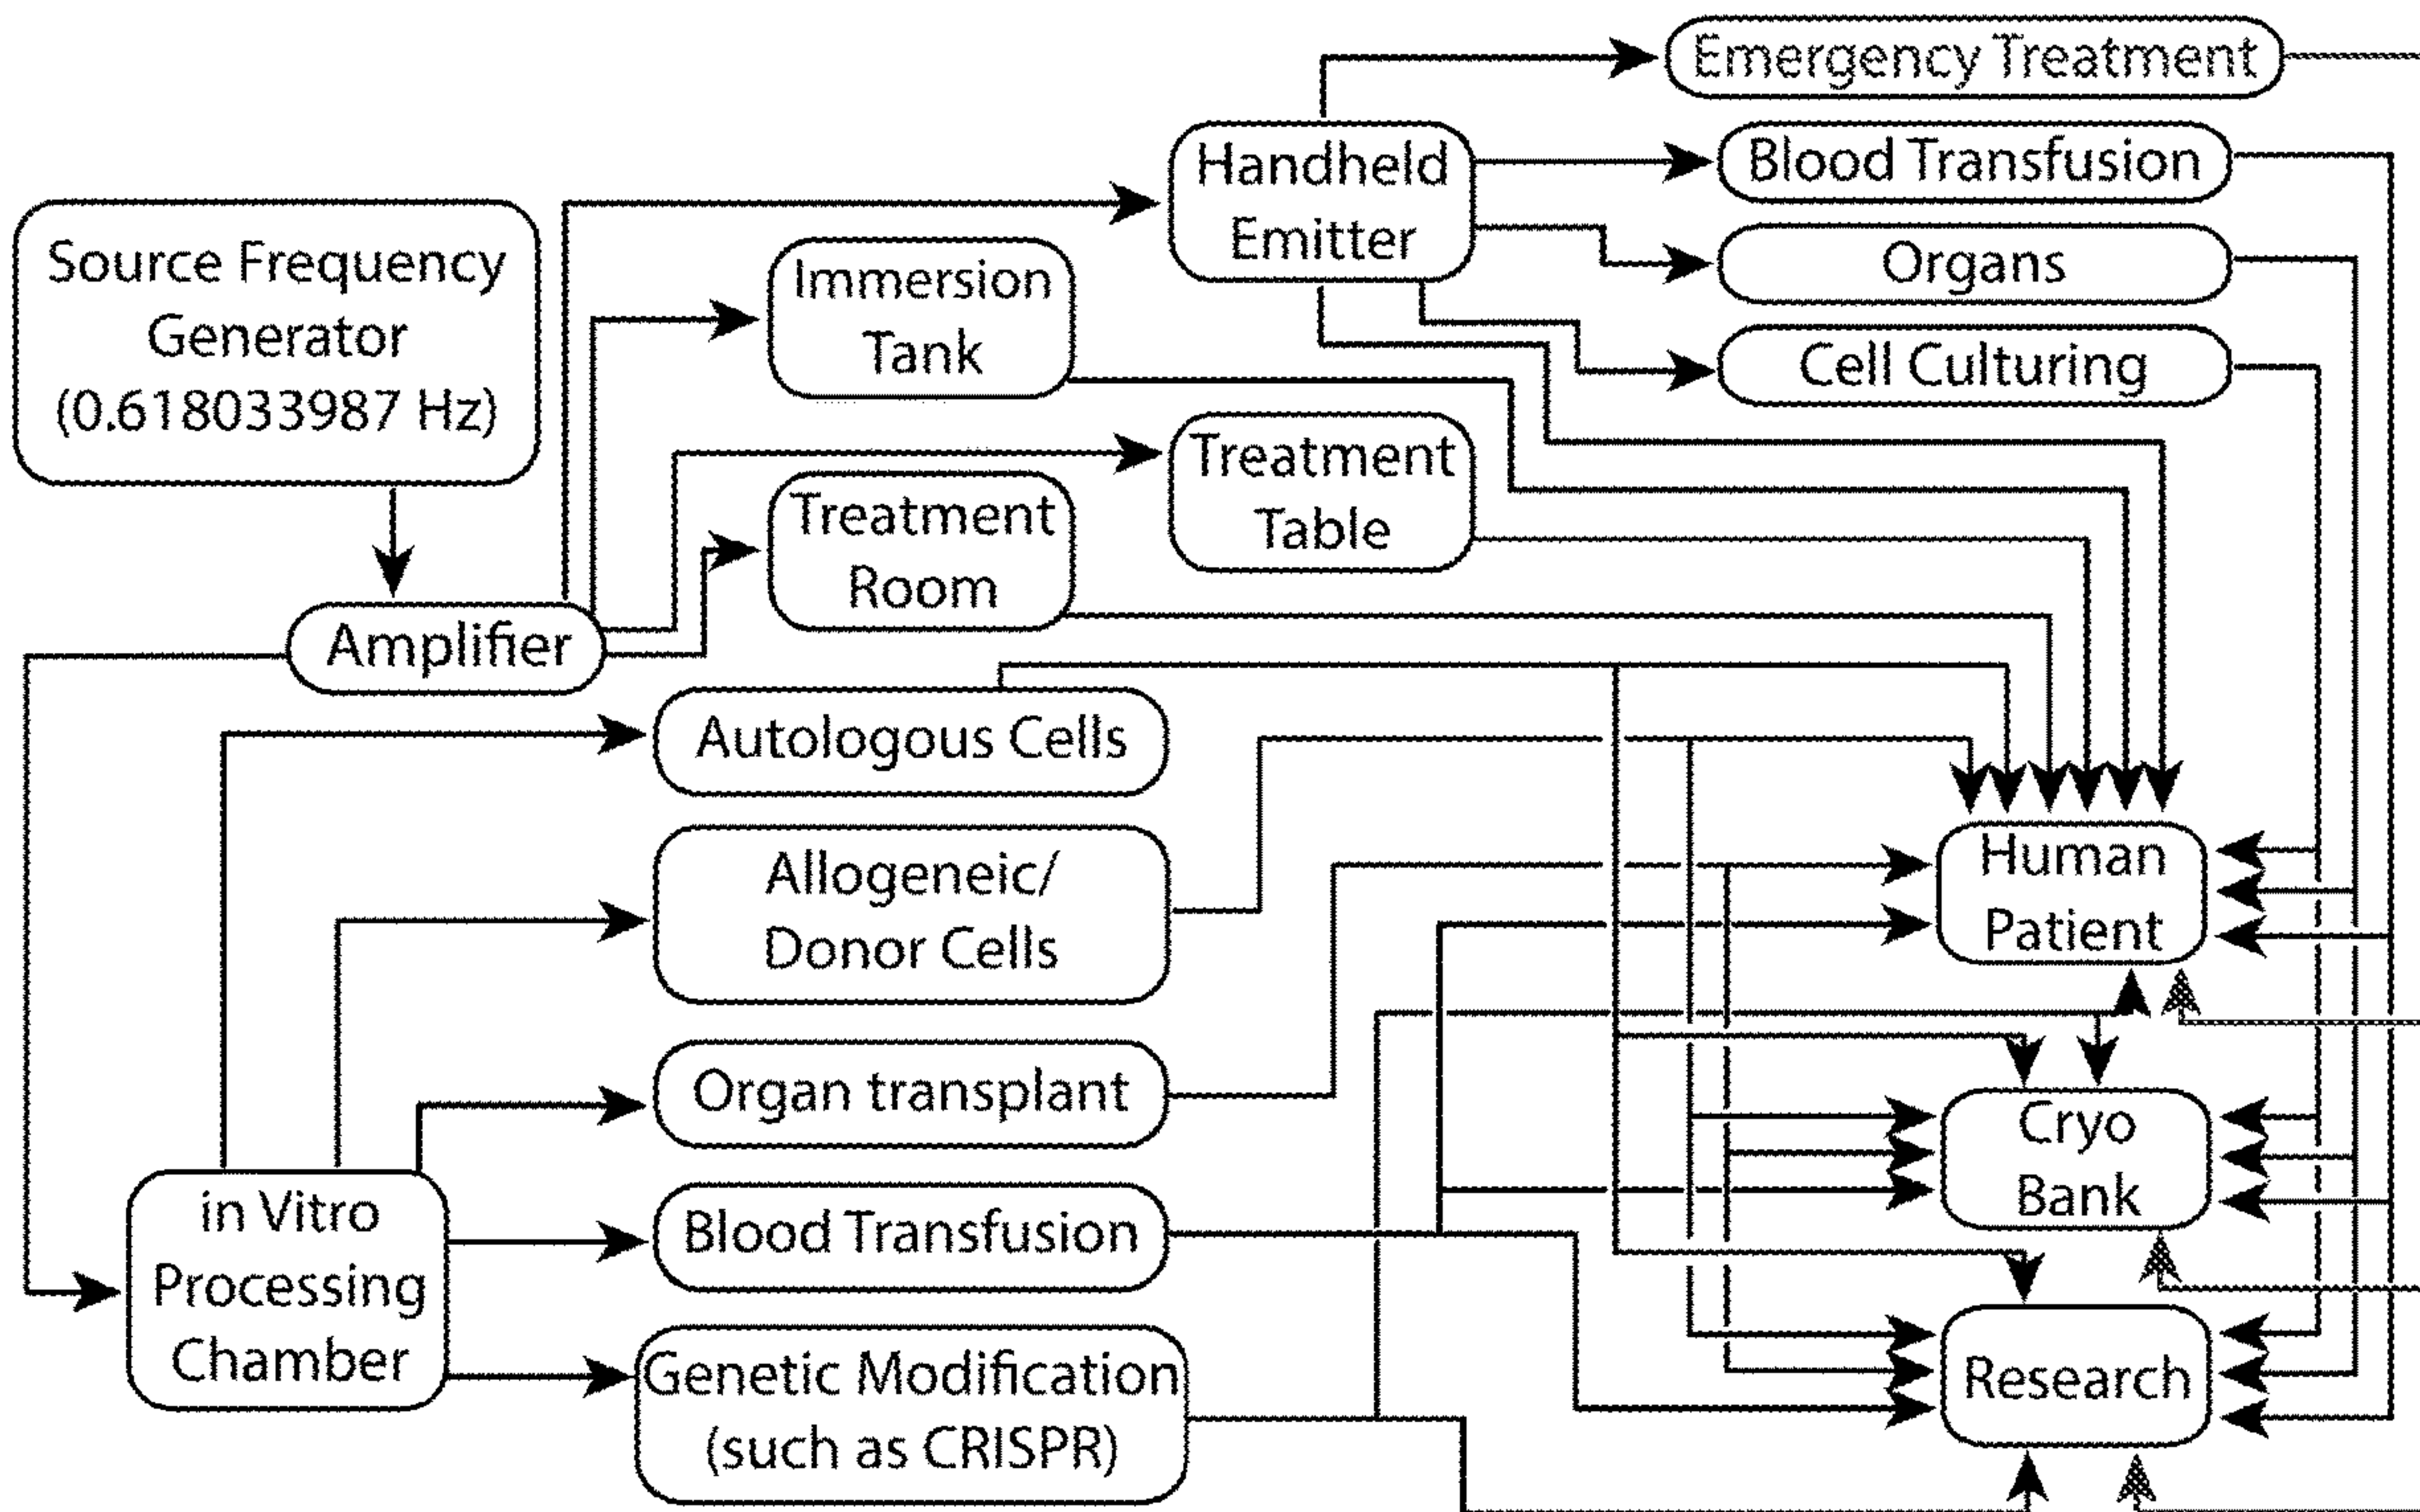 Emergency Treatment
Handheld
Emitter
Blood Transfusion
Organs
Cell Culturing
Source Frequency
Generator
(0.618033987 Hz)
Immersion
Tank
Treatment
Table
Treatment
Room
Amplifier
Autologous Cells
Allogeneic/
Donor Cells
Human
Patient
Organ transplant
Cryo
Bank
in Vitro
Processing
Chamber
Blood Transfusion
Genetic Modification
(such as CRISPR)
Research